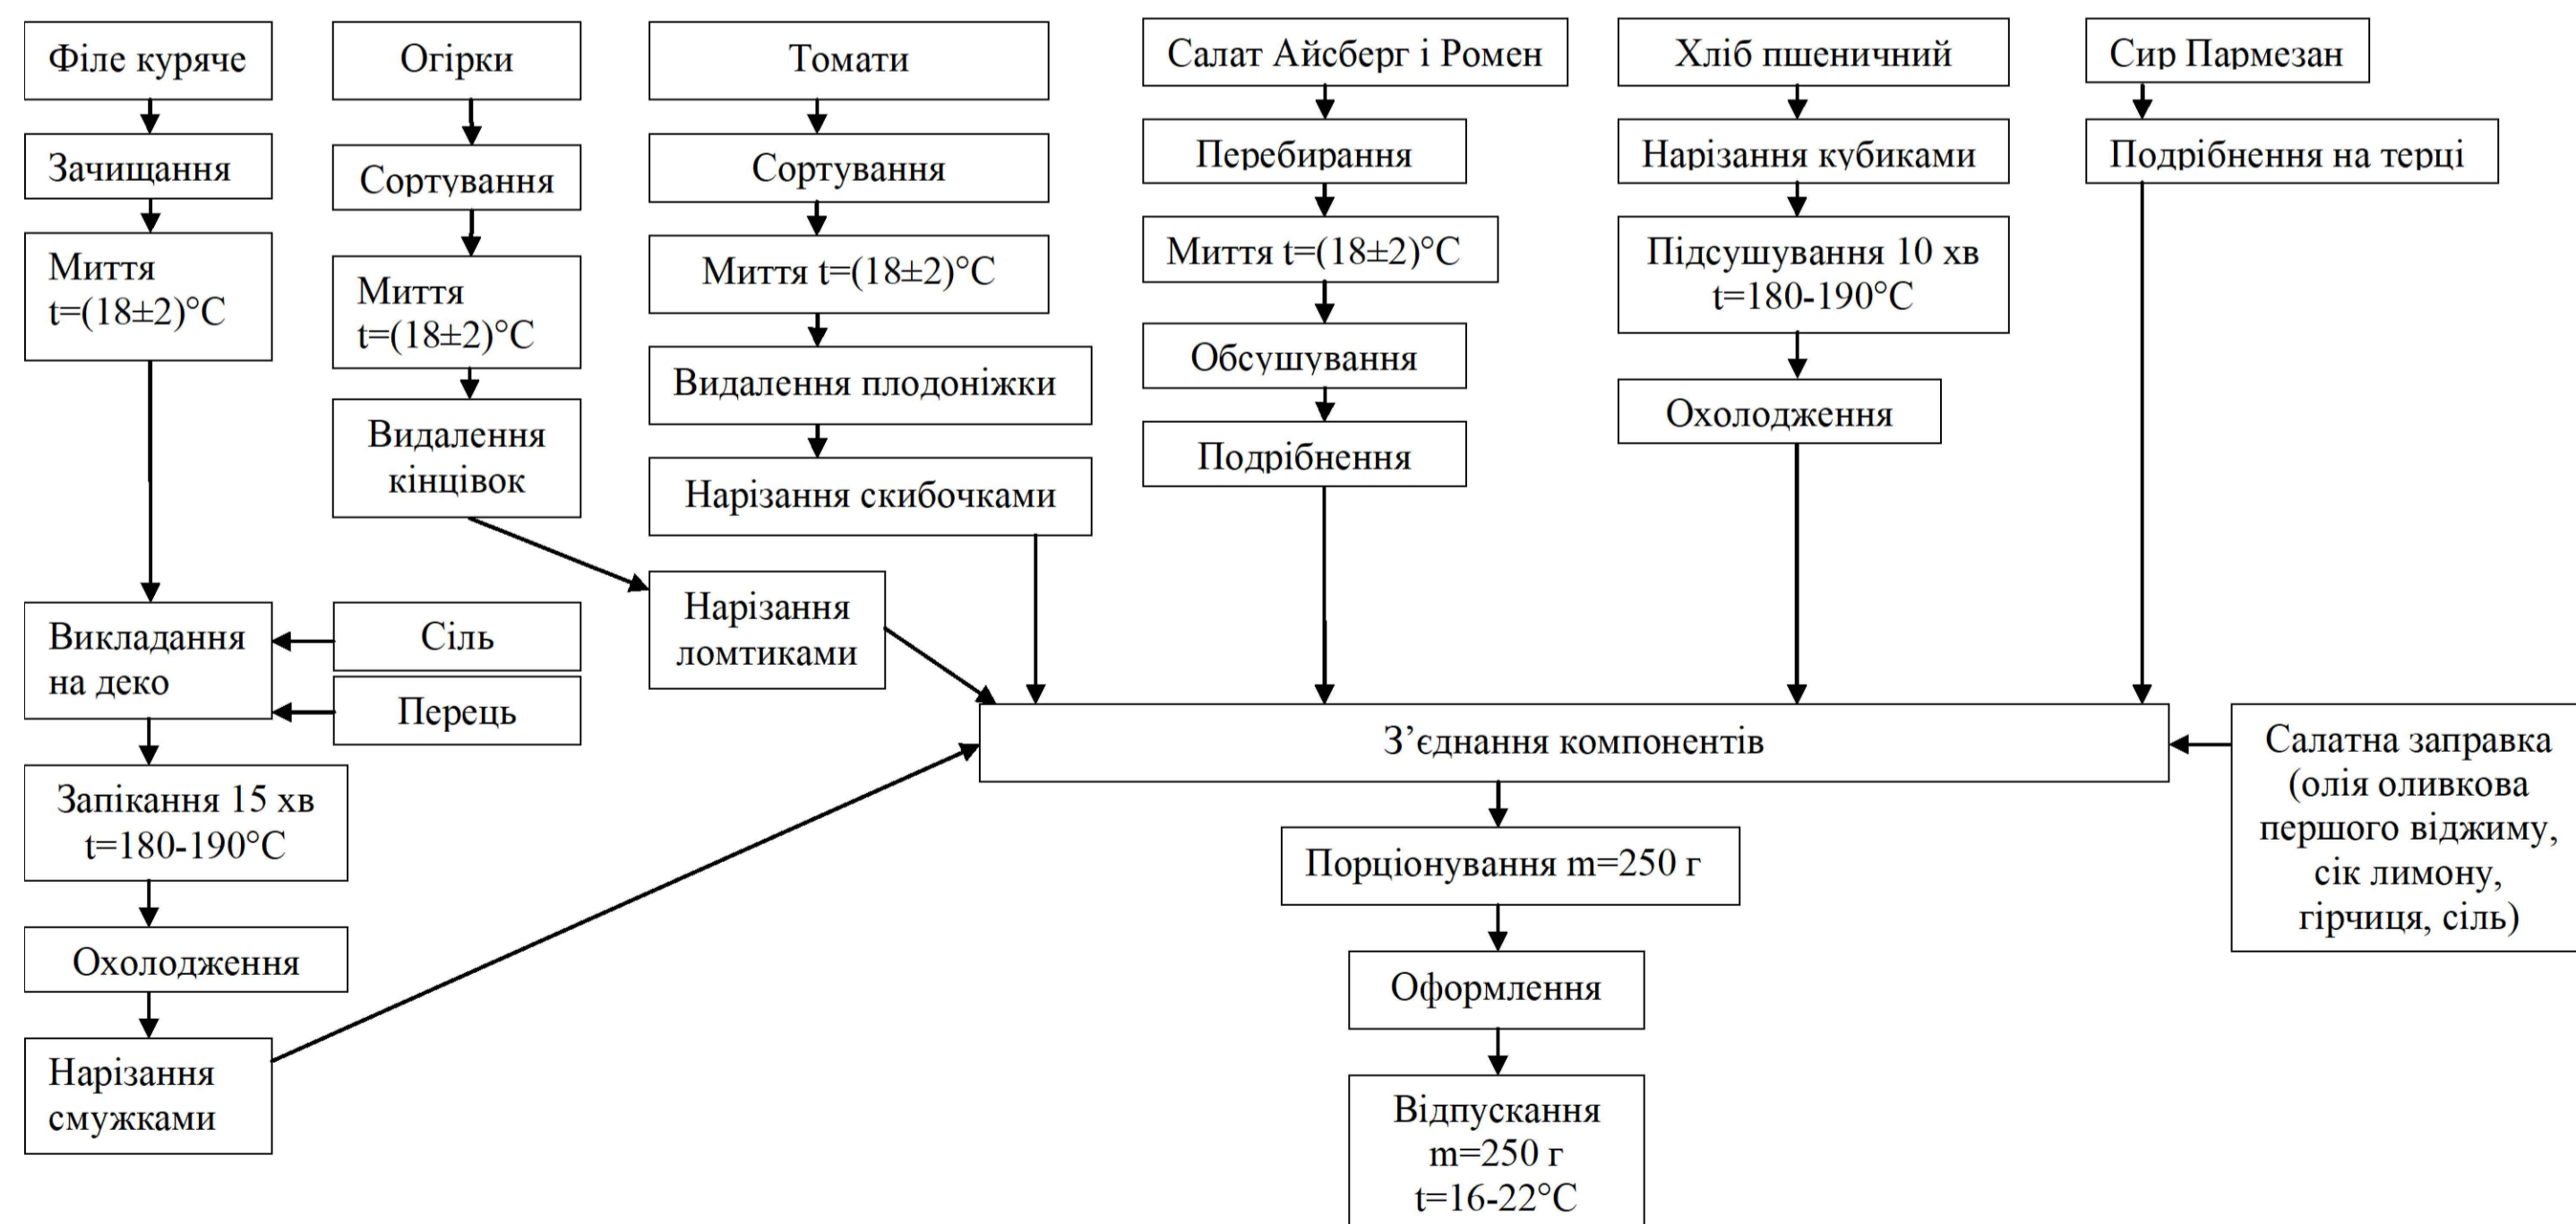 Філе куряче
Зачищання
Миття
t=(18±2)°C
Викладання
на деко
Сіль
Перець
Запікання 15 хв
t=180-190°C
Охолодження
Нарізання
смужками
Огірки
Сортування
Миття
t=(18±2)°C
Видалення
кінцівок
Нарізання
ломтиками
Томати
Сортування
Миття t=(18±2)°C
Видалення плодоніжки
Нарізання скибочками
Салат Айсберг і Ромен
Перебирання
Миття t=(18±2)°C
Обсушування
Подрібнення
Хліб пшеничний
Нарізання кубиками
Підсушування 10 хв
t=180-190°C
Охолодження
Сир Пармезан
Подрібнення на терці
З’єднання компонентів
Салатна заправка
(олія оливкова
першого віджиму,
сік лимону,
гірчиця, сіль)
Порціонування m=250 г
Оформлення
Відпускання
m=250 г
t=16-22°C